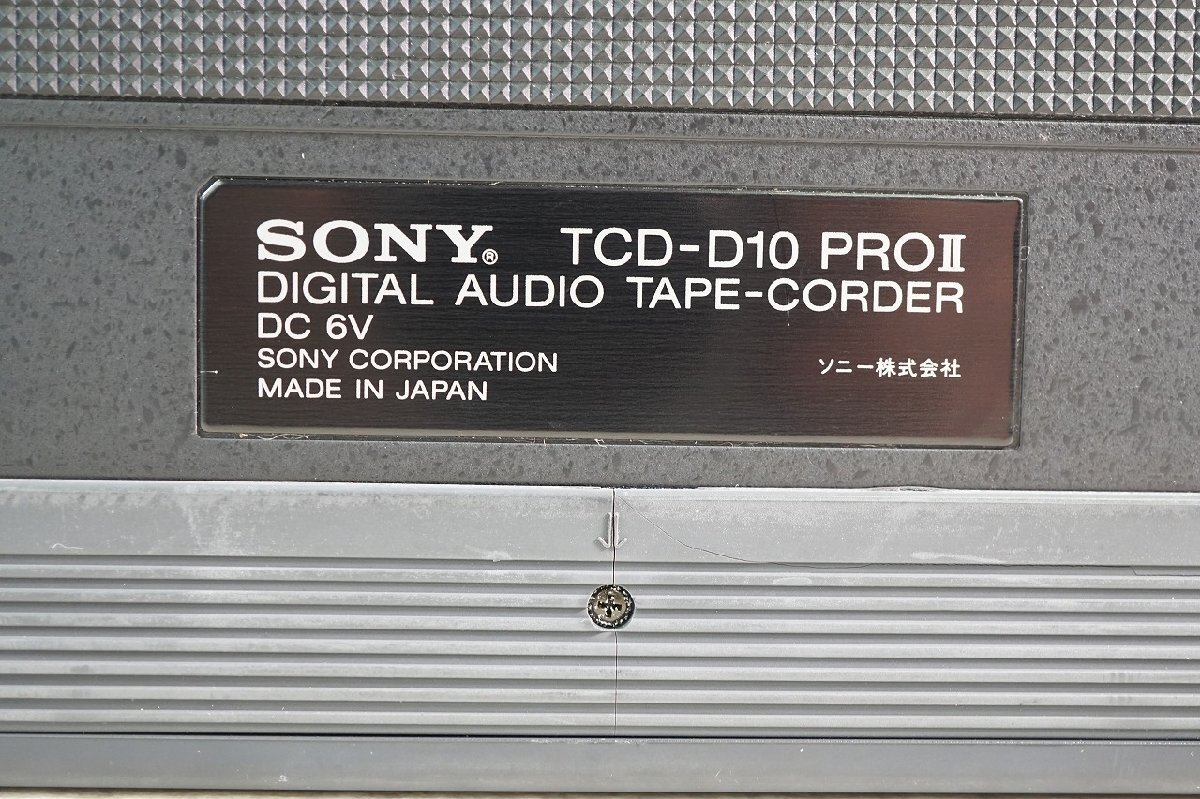 SONY® TCD-D10 PROⅡ
DIGITAL AUDIO TAPE-CORDER
DC 6V
SONY CORPORATION
ソニー株式会社
MADE IN JAPAN